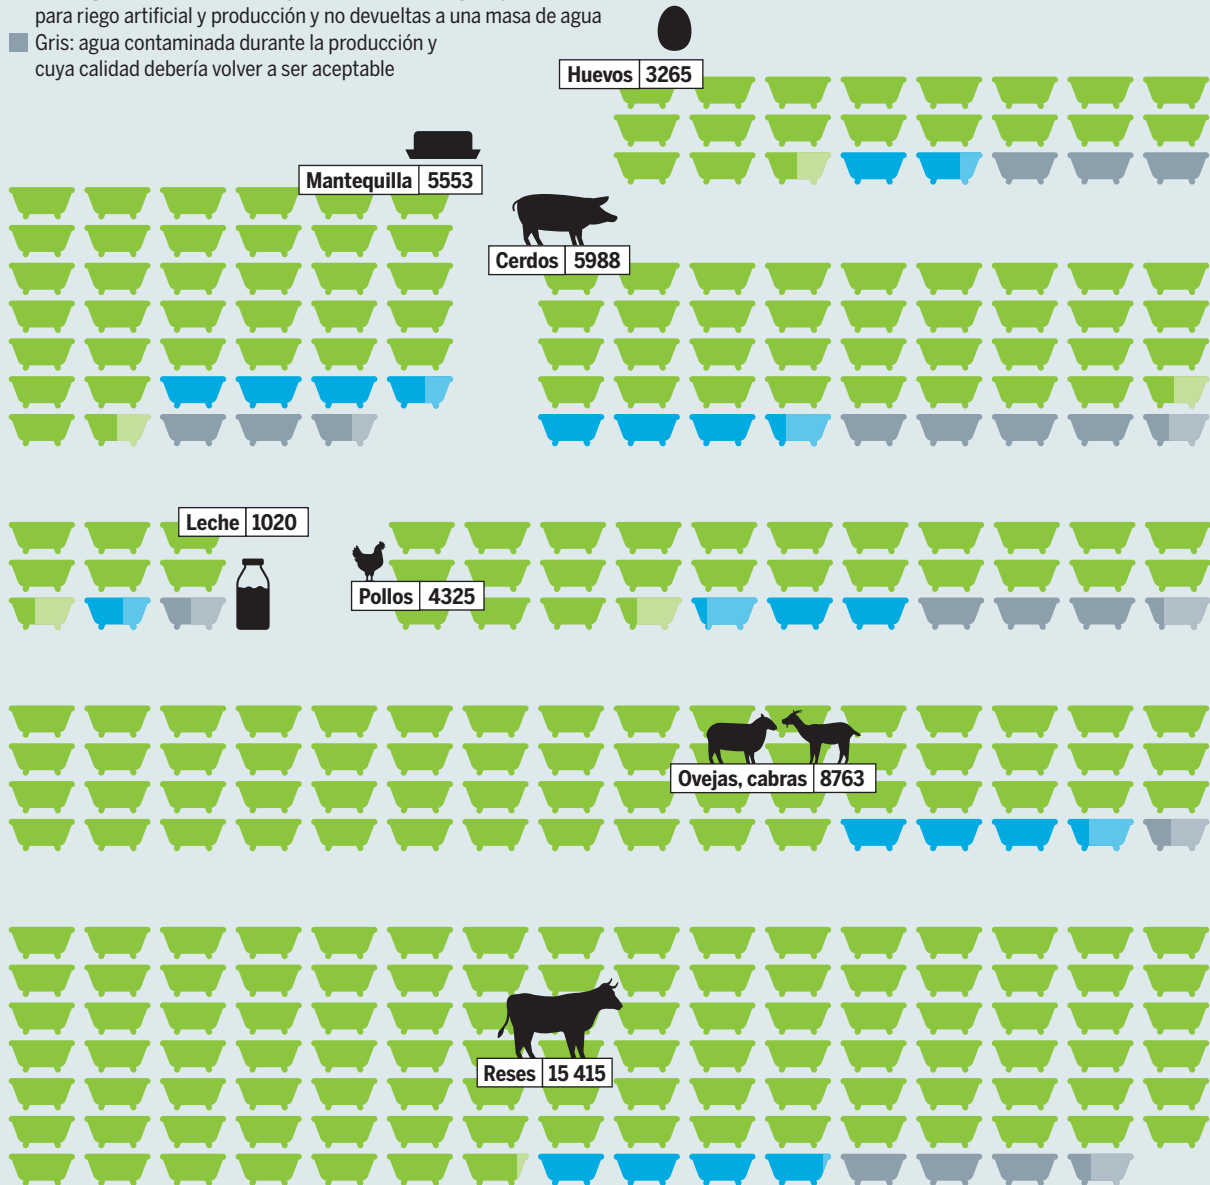 para riego artificial y producción y no devueltas a una masa de agua
Gris: agua contaminada durante la producción y
cuya calidad debería volver a ser aceptable
Huevos 3265
Mantequilla 5553
Cerdos 5988
Leche 1020
Pollos 4325
Ovejas, cabras 8763
Reses 15 415